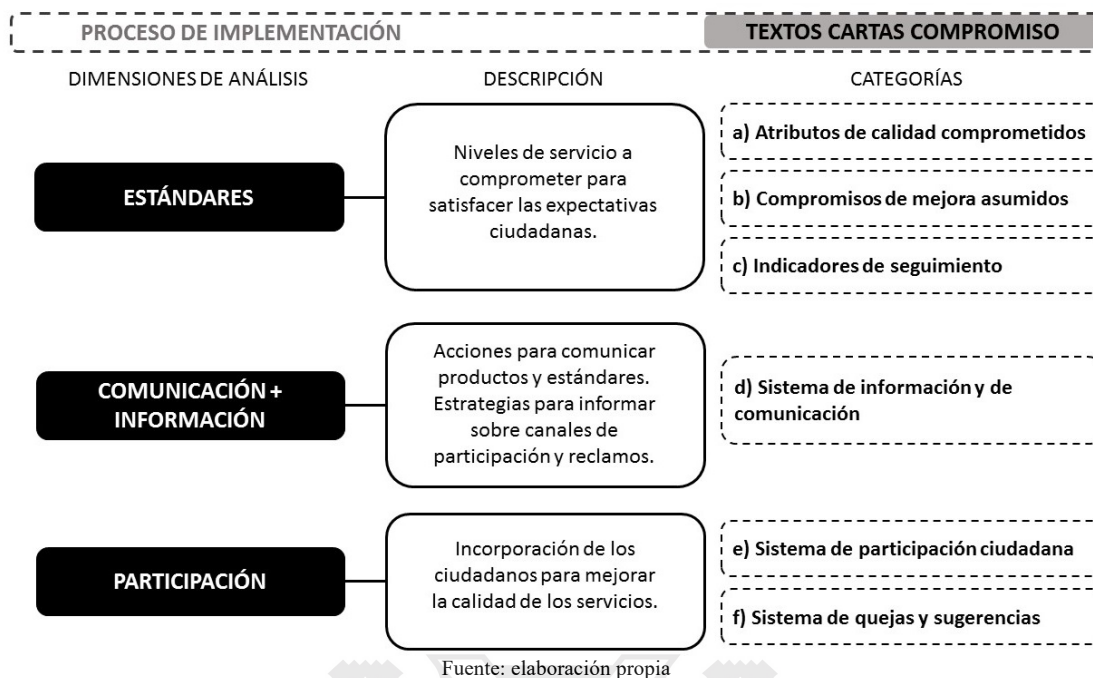 PROCESO DE IMPLEMENTACIÓN
TEXTOS CARTAS COMPROMISO
DIMENSIONES DE ANÁLISIS
DESCRIPCIÓN
CATEGORÍAS
ESTÁNDARES
Niveles de servicio a
comprometer para
satisfacer las expectativas
ciudadanas.
a) Atributos de calidad comprometidos
b) Compromisos de mejora asumidos
c) Indicadores de seguimiento
COMUNICACIÓN +
INFORMACIÓN
Acciones para comunicar
productos y estándares.
Estrategias para informar
sobre canales de
participación y reclamos.
d) Sistema de información y de
comunicación
PARTICIPACIÓN
Incorporación de los
ciudadanos para mejorar
la calidad de los servicios.
e) Sistema de participación ciudadana
f) Sistema de quejas y sugerencias
Fuente: elaboración propia